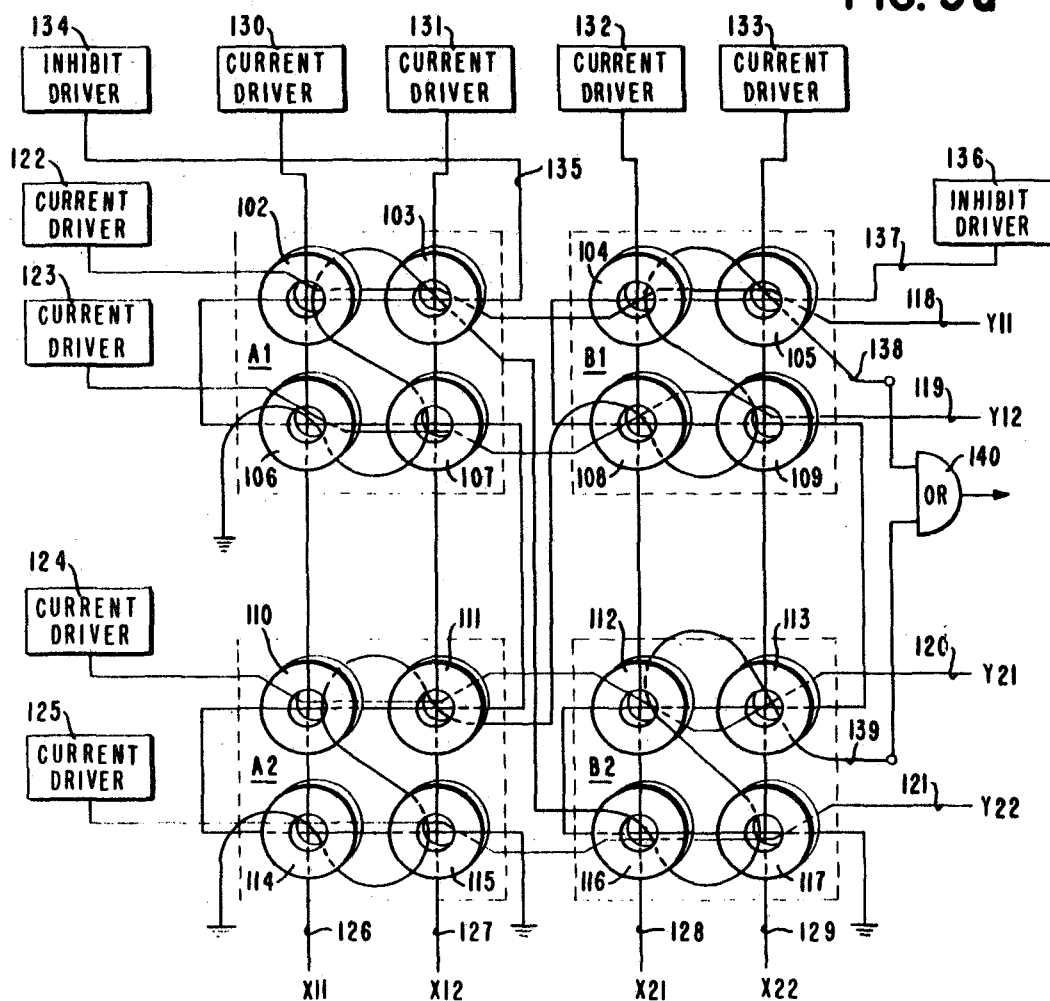 134
130
131
132
133
INHIBIT DRIVER
CURRENT DRIVER
CURRENT DRIVER
CURRENT DRIVER
CURRENT DRIVER
122
135
136
CURRENT DRIVER
INHIBIT DRIVER
102
103
104
137
123
118
CURRENT DRIVER
Y11
A1
B1
105
138
119
Y12
106
107
108
109
140
OR
124
CURRENT DRIVER
110
111
112
113
120
Y21
125
CURRENT DRIVER
A2
B2
139
121
Y22
114
115
116
117
126
127
128
129
X11
X12
X21
X22